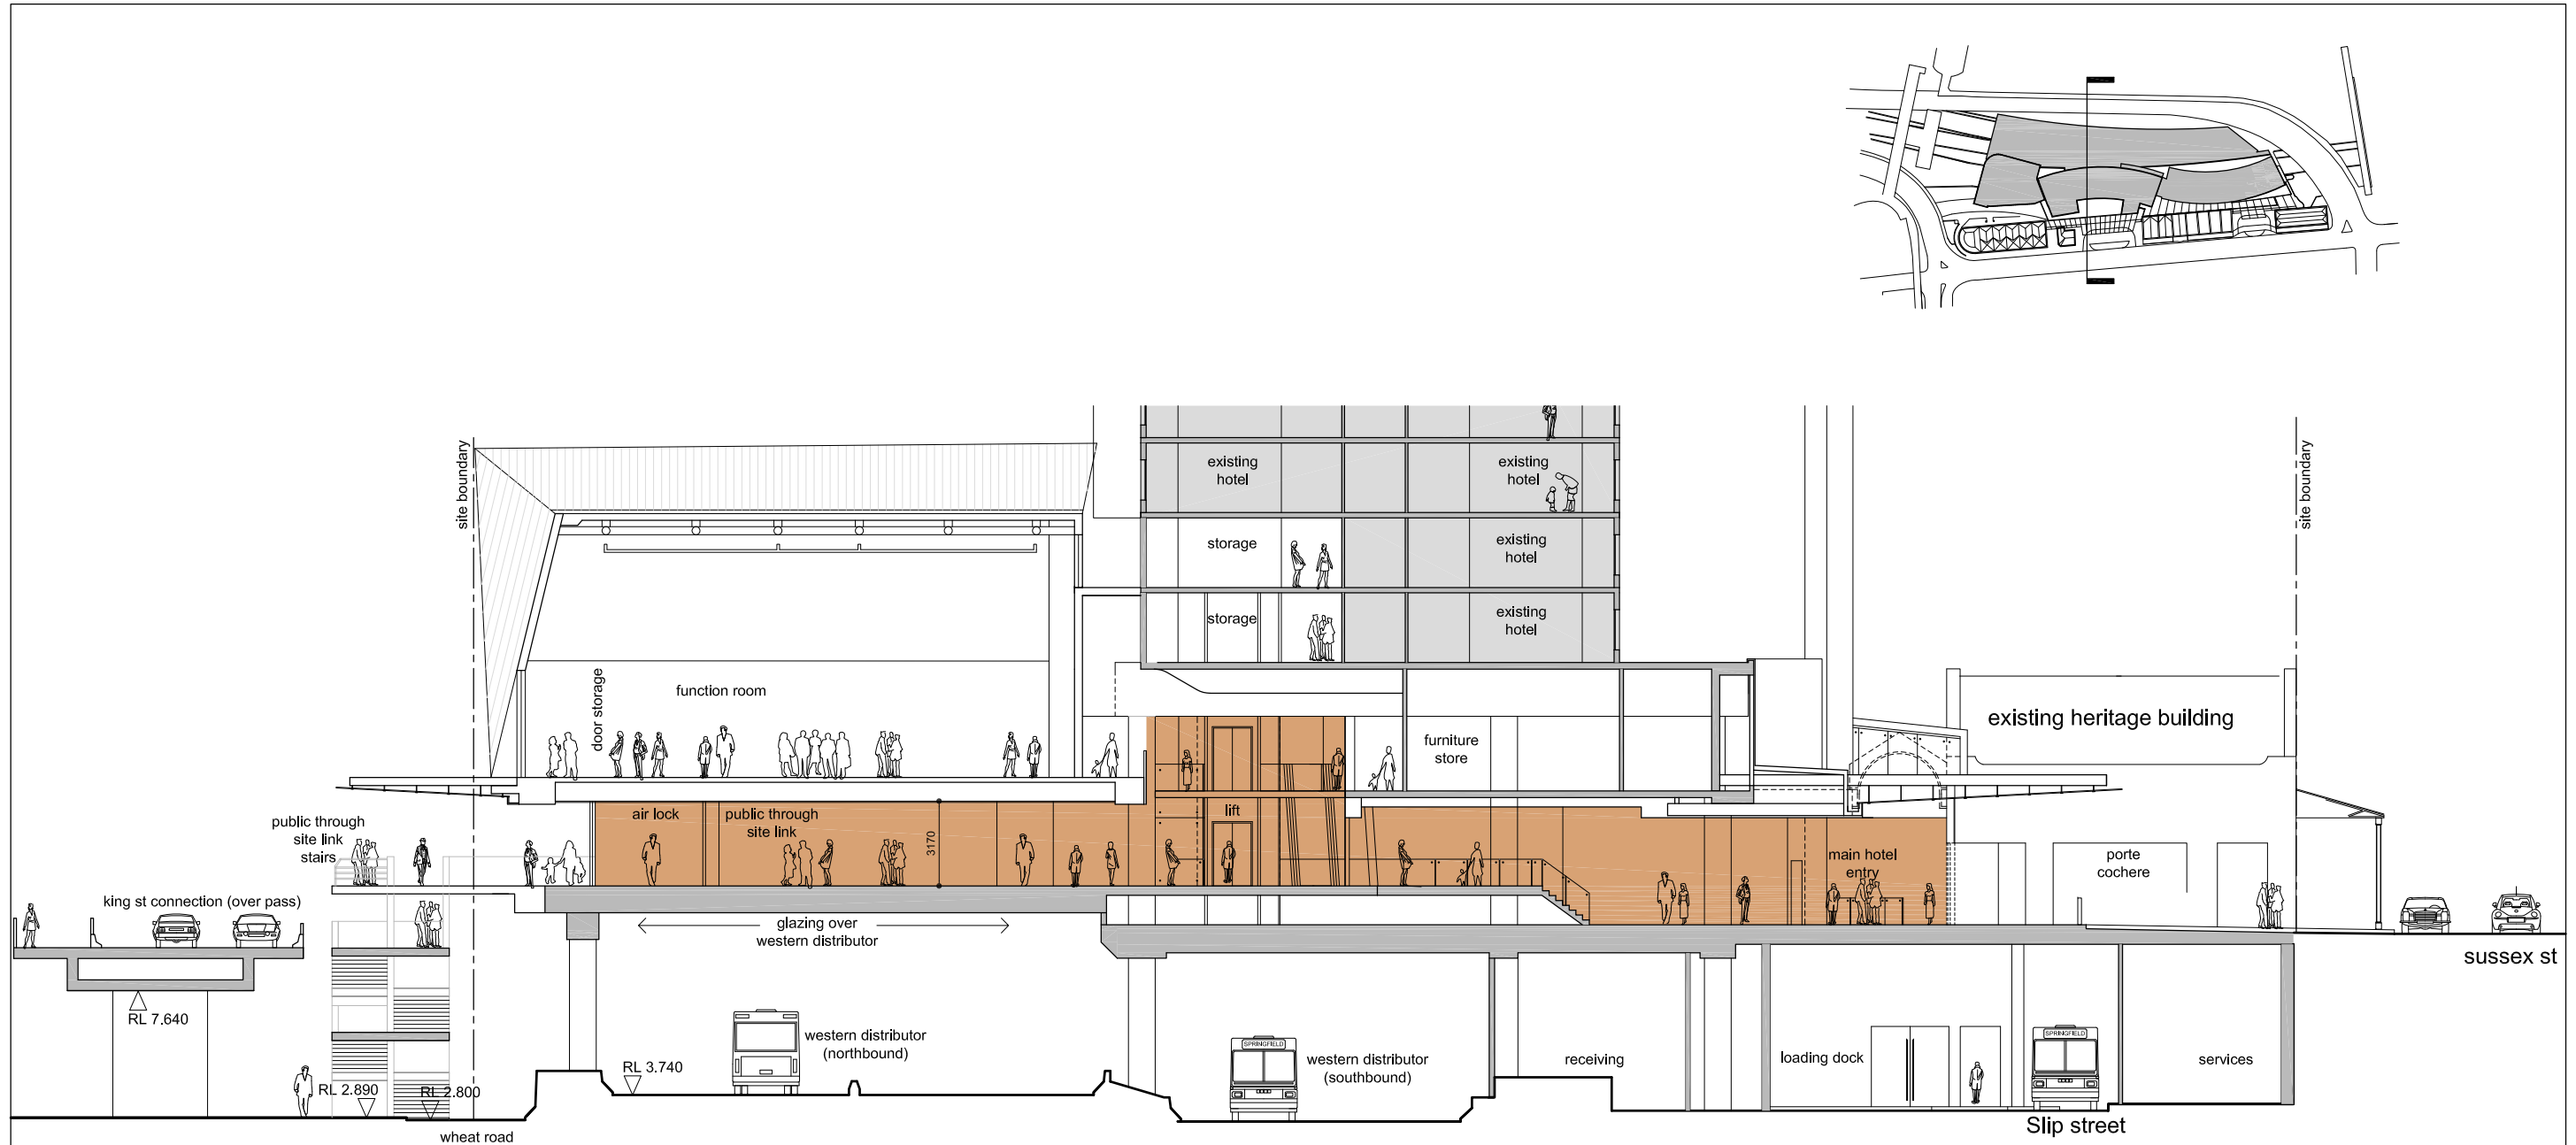 site boundary
existing
hotel
existing
hotel
site boundary
storage
existing
hotel
storage
existing
hotel
door storage
function room
existing heritage building
furniture
store
public through
site link
stairs
air lock
public through
site link
3170
lift
main hotel
entry
porte
cochere
king st connection (over pass)
glazing over
western distributor
sussex st
RL 7.640
western distributor
(northbound)
SPRINGFIELD
western distributor
(southbound)
receiving
loading dock
SPRINGFIELD
services
RL 3.740
RL 2.890
RL 2.800
wheat road
Slip street